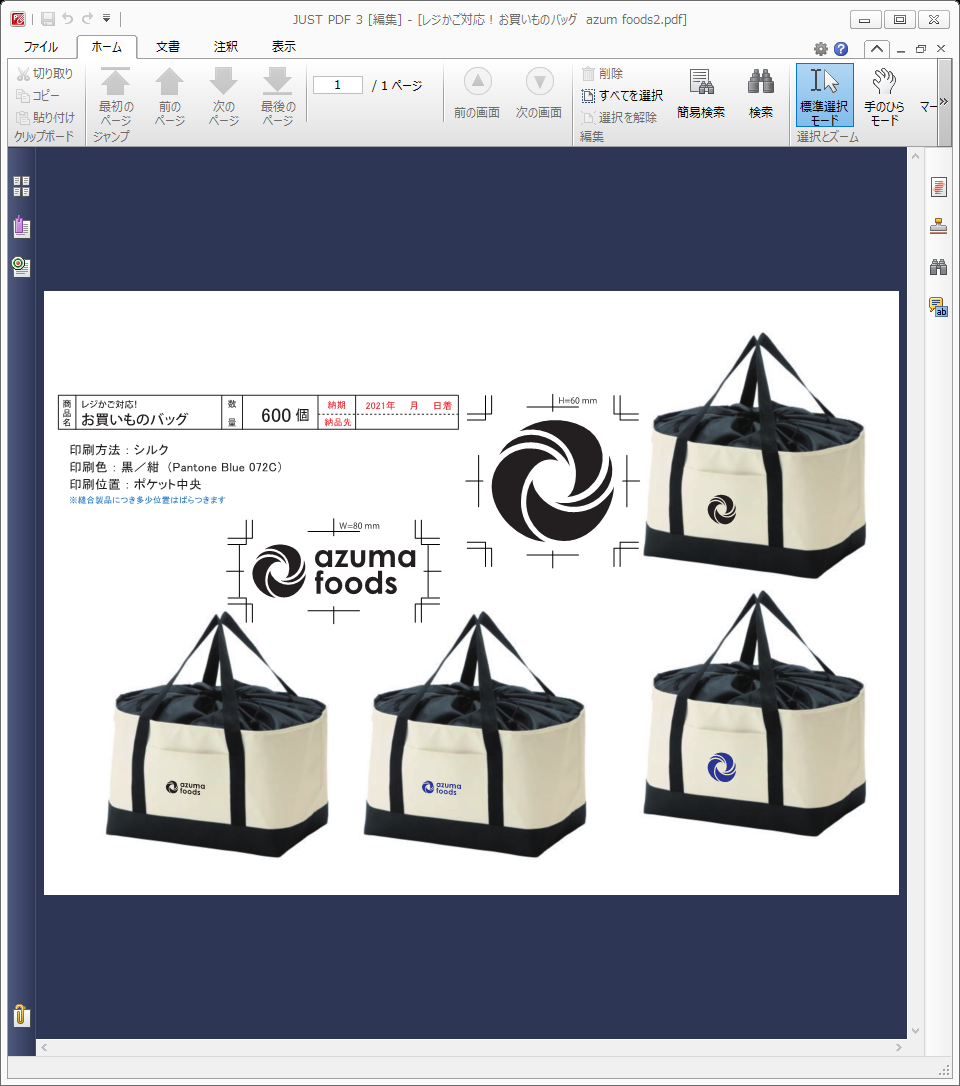 JUST PDF 3 [編集] - [レジかご対応！お買いものバッグ azum foods2.pdf]
ファイル ホーム 文書 注釈 表示
切り取り
コピー
貼り付け
クリップボード
最初のページ
前のページ
次のページ
最後のページ
ジャンプ
1 / 1 ページ
前の画面
次の画面
削除
すべてを選択
選択を解除
編集
簡易検索
検索
標準選択モード
手のひらモード
マー
選択とズーム
商品名
レジかご対応!
お買いものバッグ
数量
600 個
納期
2021年 月 日着
納品先
印刷方法：シルク
印刷色：黒／紺（Pantone Blue 072C）
印刷位置：ポケット中央
※縫合製品につき多少位置はばらつきます
H=60 mm
W=80 mm
azuma
foods
azuma
foods
azuma
foods
ab